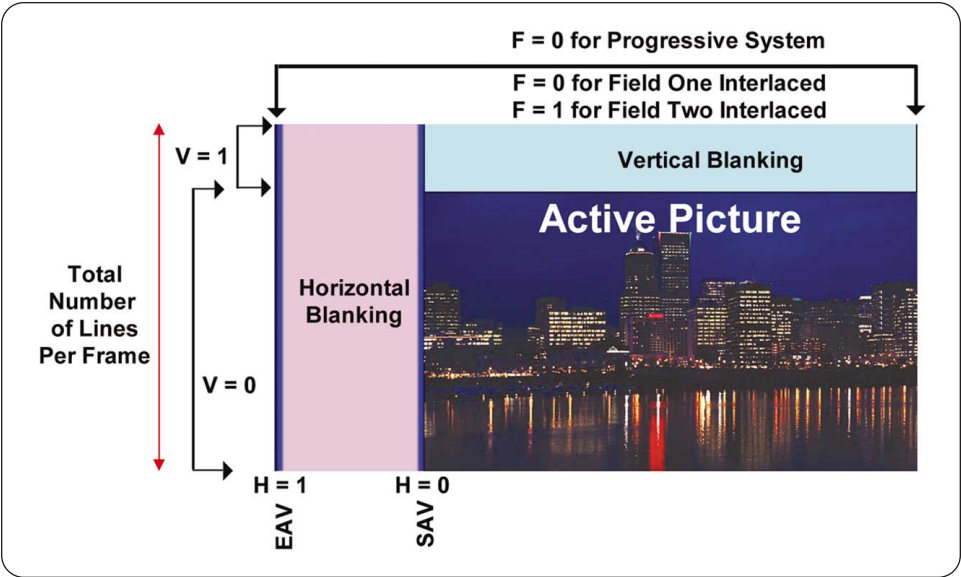 F = 0 for Progressive System
F = 0 for Field One Interlaced
F = 1 for Field Two Interlaced
V = 1
Vertical Blanking
Active Picture
Total
Number
of Lines
Per Frame
Horizontal
Blanking
V = 0
H = 1
H = 0
EAV
SAV